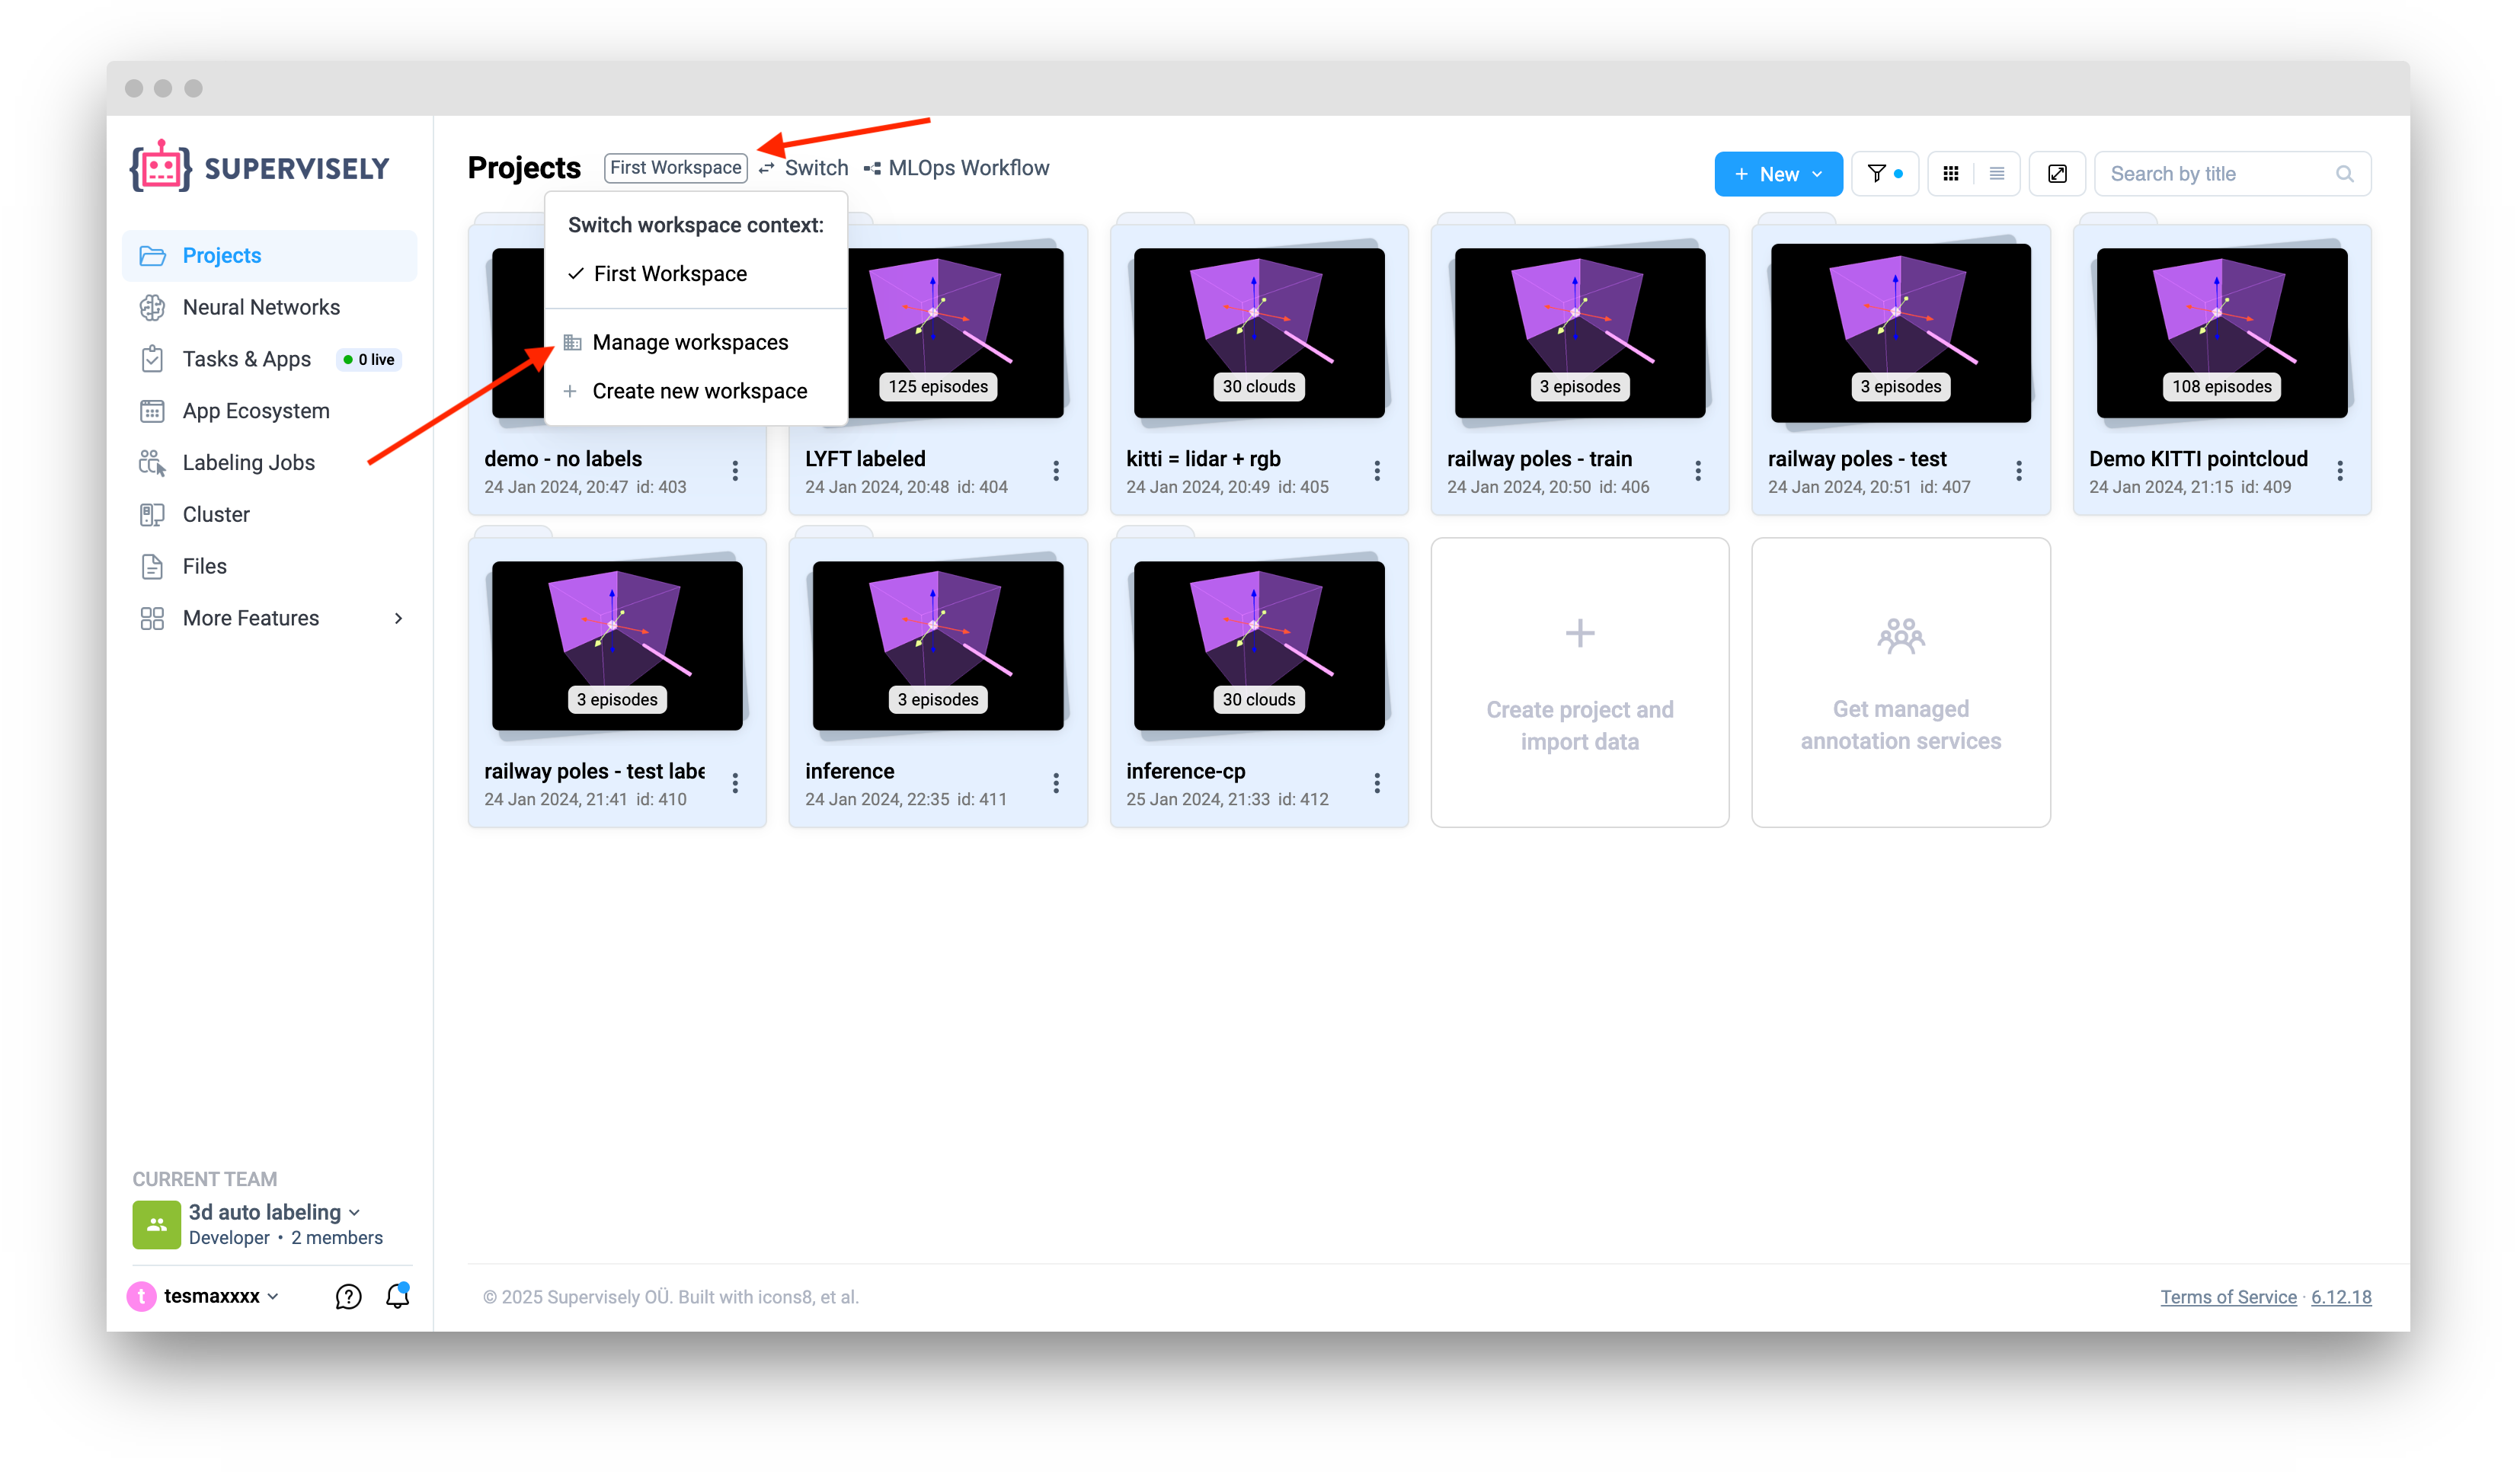 SUPERVISELY
Projects
Neural Networks
Tasks & Apps 0 live
App Ecosystem
Labeling Jobs
Cluster
Files
More Features
CURRENT TEAM
3d auto labeling
Developer • 2 members
t tesmaxxxx
Projects First Workspace Switch MLOps Workflow
+ New
Search by title
Switch workspace context:
✓ First Workspace
Manage workspaces
+ Create new workspace
demo - no labels
24 Jan 2024, 20:47 id: 403
125 episodes
LYFT labeled
24 Jan 2024, 20:48 id: 404
30 clouds
kitti = lidar + rgb
24 Jan 2024, 20:49 id: 405
3 episodes
railway poles - train
24 Jan 2024, 20:50 id: 406
3 episodes
railway poles - test
24 Jan 2024, 20:51 id: 407
108 episodes
Demo KITTI pointcloud
24 Jan 2024, 21:15 id: 409
3 episodes
railway poles - test labe
24 Jan 2024, 21:41 id: 410
3 episodes
inference
24 Jan 2024, 22:35 id: 411
30 clouds
inference-cp
25 Jan 2024, 21:33 id: 412
Create project and
import data
Get managed
annotation services
© 2025 Supervisely OÜ. Built with icons8, et al.
Terms of Service · 6.12.18